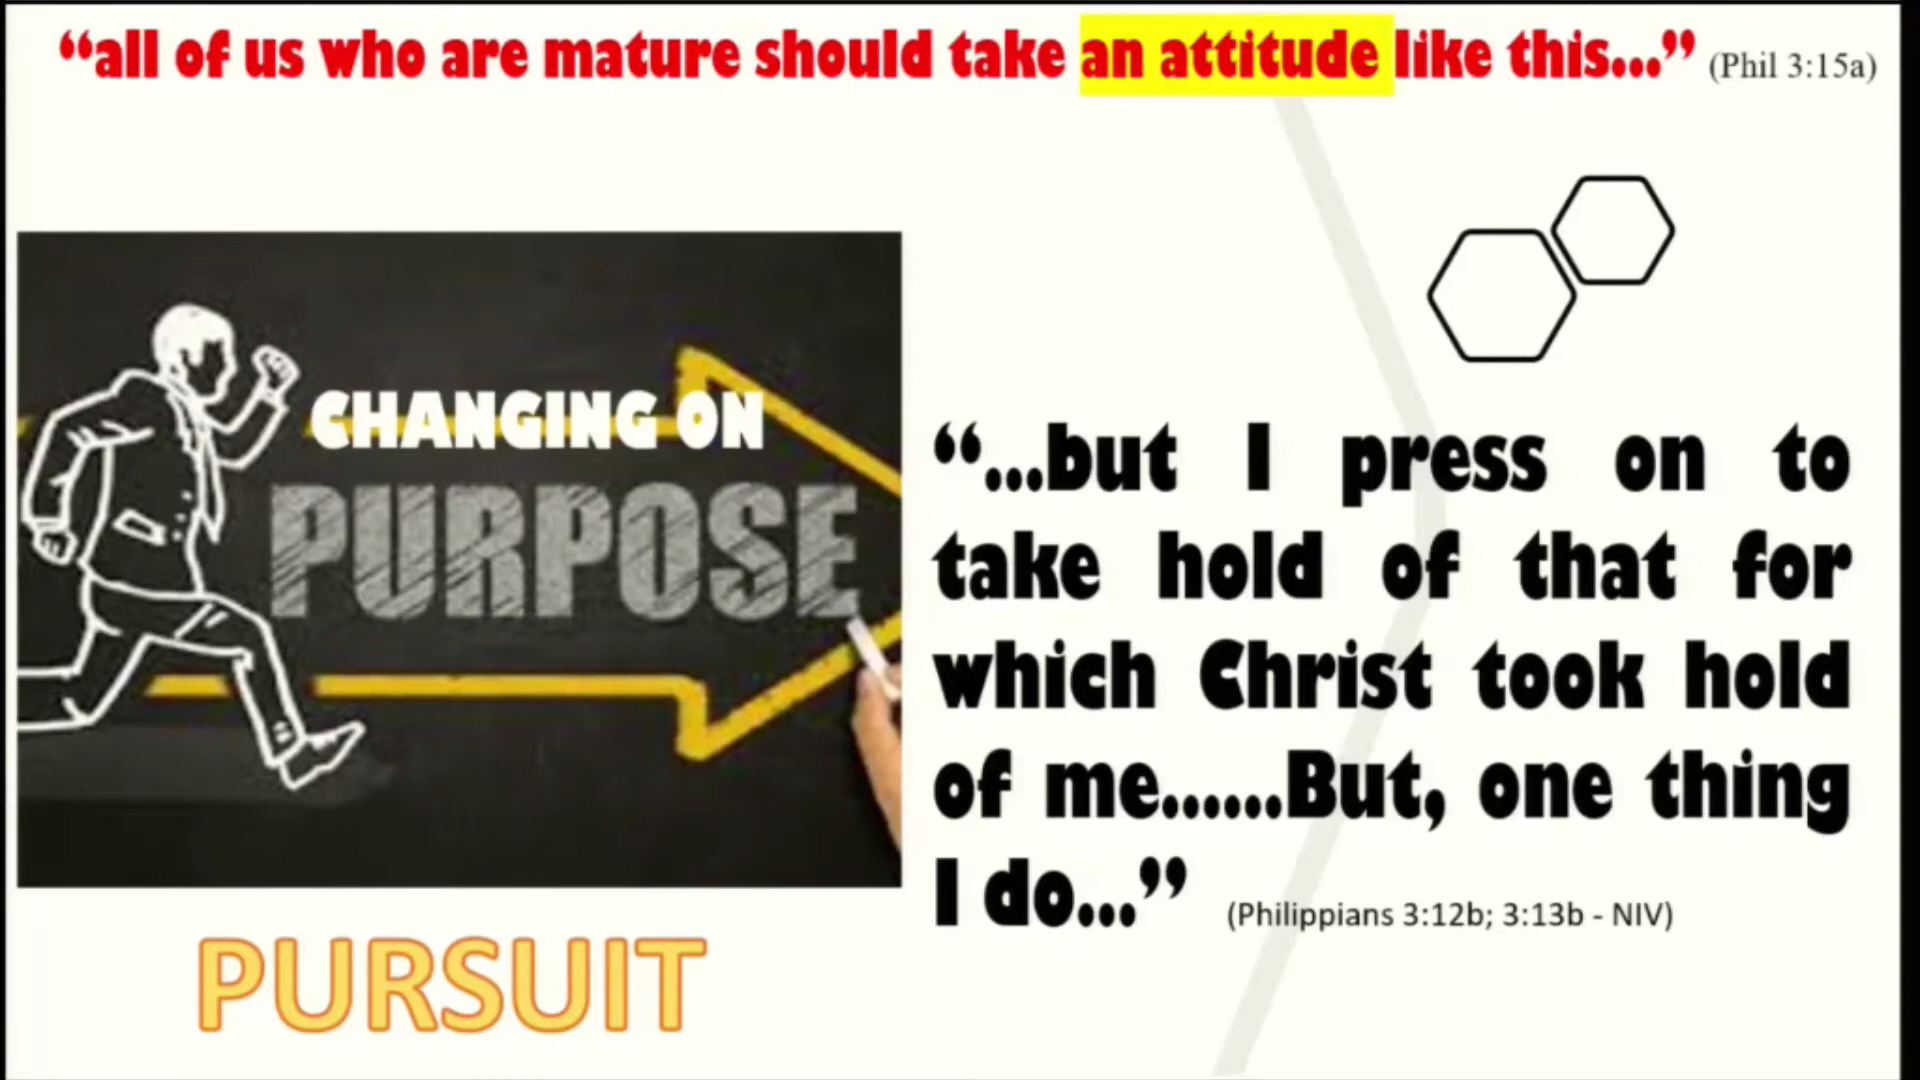 “all of us who are mature should take an attitude like this...” (Phil 3:15a)
CHANGING ON
PURPOSE
“...but I press on to
take hold of that for
which Christ took hold
of me......But, one thing
I do...” (Philippians 3:12b; 3:13b - NIV)
PURSUIT